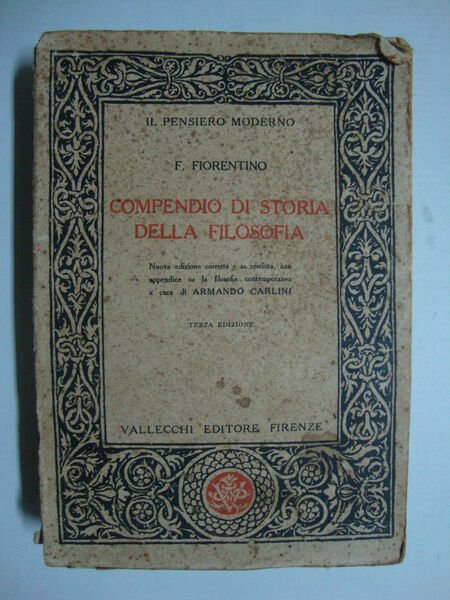 IL PENSIERO MODERNO
F. FIORENTINO
COMPENDIO DI STORIA
DELLA FILOSOFIA
Nuova edizione corretta e accresciuta, con
appendice su la filosofia contemporanea
a cura di ARMANDO CARLINI
TERZA EDIZIONE
VALLECCHI EDITORE FIRENZE